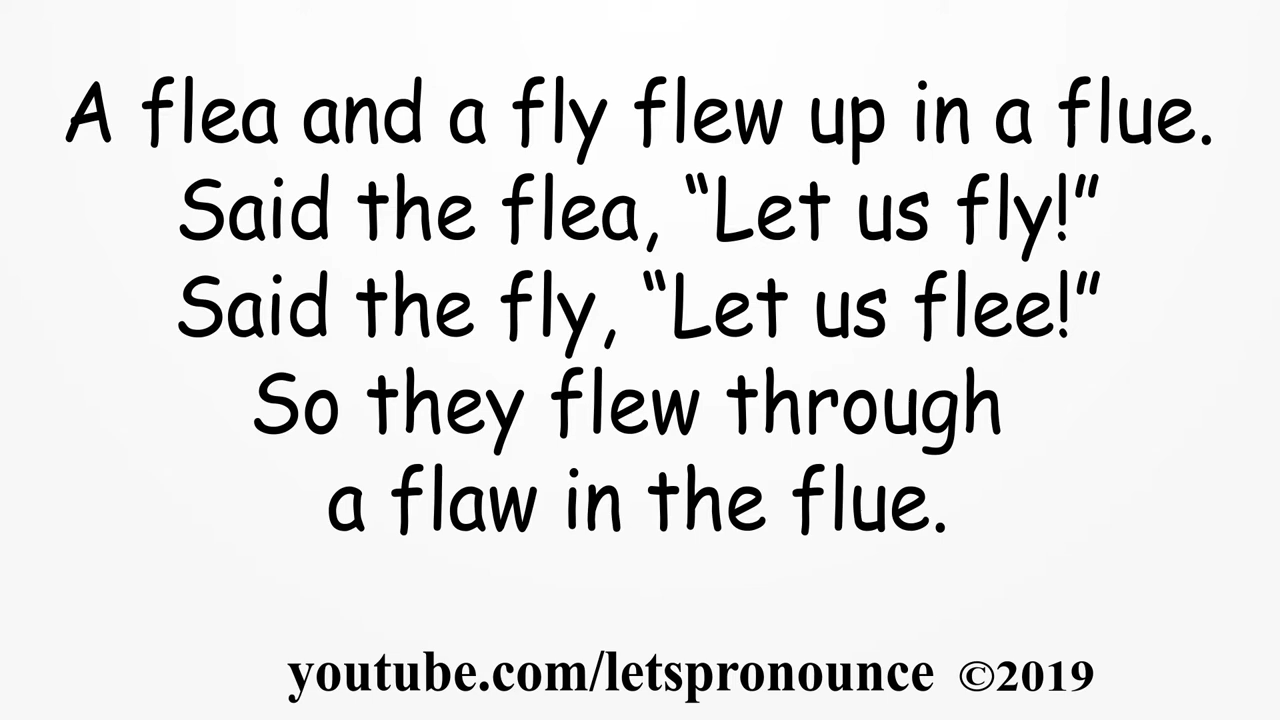 A flea and a fly flew up in a flue.
Said the flea, “Let us fly!”
Said the fly, “Let us flee!”
So they flew through
a flaw in the flue.
youtube.com/letspronounce ©2019